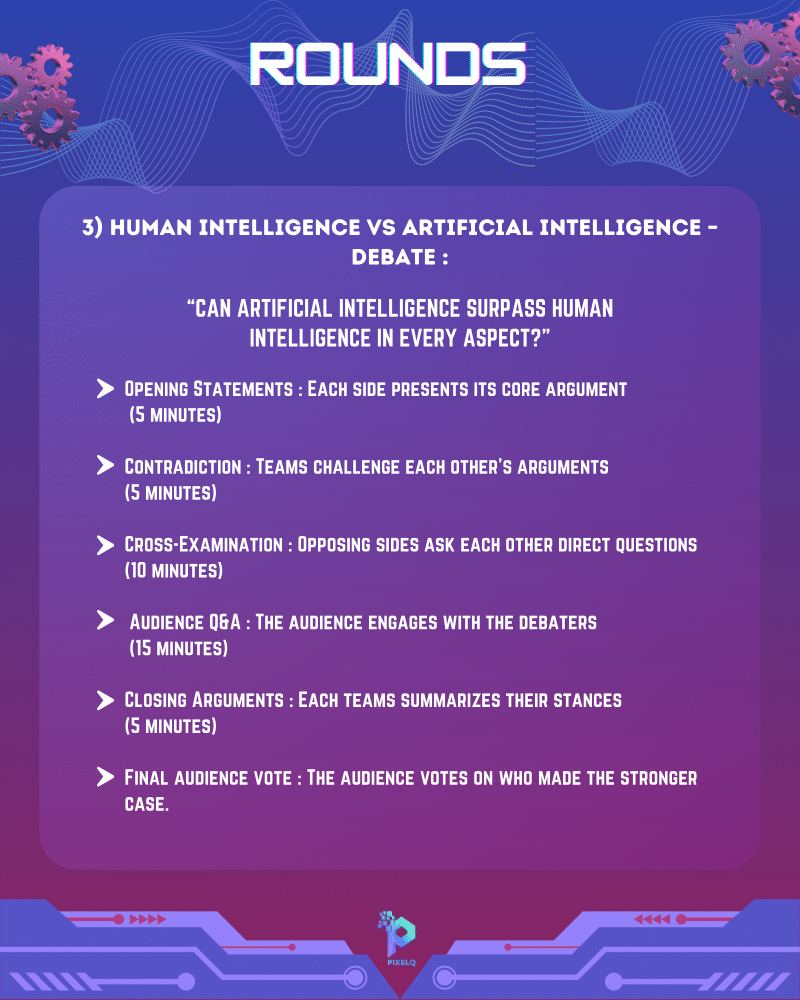 ROUNDS
3) HUMAN INTELLIGENCE VS ARTIFICIAL INTELLIGENCE –
DEBATE :
“CAN ARTIFICIAL INTELLIGENCE SURPASS HUMAN
INTELLIGENCE IN EVERY ASPECT?”
Opening Statements : Each side presents its core argument
(5 minutes)
Contradiction : Teams challenge each other's arguments
(5 minutes)
Cross-Examination : Opposing sides ask each other direct questions
(10 minutes)
Audience Q&A : The audience engages with the debaters
(15 minutes)
Closing Arguments : Each teams summarizes their stances
(5 minutes)
Final audience vote : The audience votes on who made the stronger
case.
PIXELQ